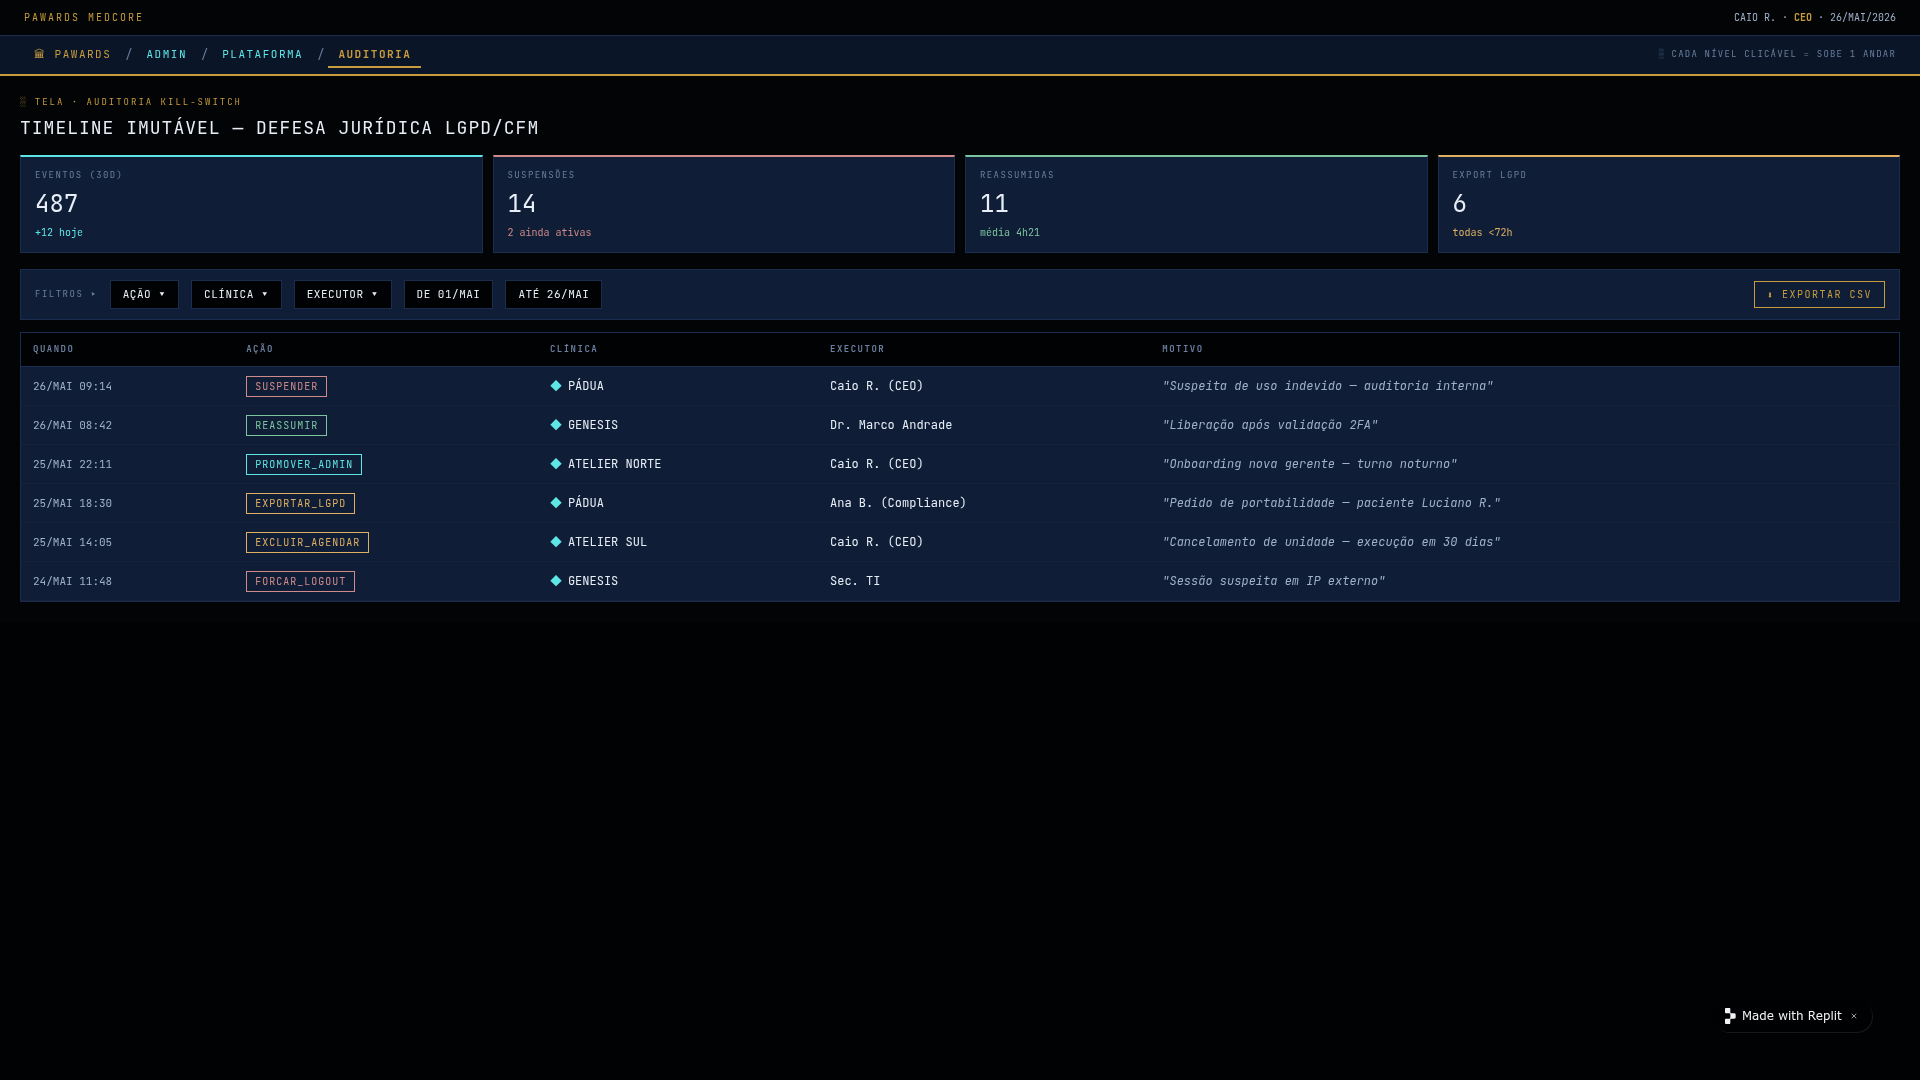 PAWARDS MEDCORE
CAIO R. · CEO · 26/MAI/2026
🏛 PAWARDS / ADMIN / PLATAFORMA / AUDITORIA
░ CADA NÍVEL CLICÁVEL = SOBE 1 ANDAR
░ TELA · AUDITORIA KILL-SWITCH
TIMELINE IMUTÁVEL — DEFESA JURÍDICA LGPD/CFM
EVENTOS (30D)
487
+12 hoje
SUSPENSÕES
14
2 ainda ativas
REASSUMIDAS
11
média 4h21
EXPORT LGPD
6
todas <72h
FILTROS ▸ AÇÃO ▾ CLÍNICA ▾ EXECUTOR ▾ DE 01/MAI ATÉ 26/MAI ⬇ EXPORTAR CSV
QUANDO AÇÃO CLÍNICA EXECUTOR MOTIVO
26/MAI 09:14 SUSPENDER ◆ PÁDUA Caio R. (CEO) "Suspeita de uso indevido — auditoria interna"
26/MAI 08:42 REASSUMIR ◆ GENESIS Dr. Marco Andrade "Liberação após validação 2FA"
25/MAI 22:11 PROMOVER_ADMIN ◆ ATELIER NORTE Caio R. (CEO) "Onboarding nova gerente — turno noturno"
25/MAI 18:30 EXPORTAR_LGPD ◆ PÁDUA Ana B. (Compliance) "Pedido de portabilidade — paciente Luciano R."
25/MAI 14:05 EXCLUIR_AGENDAR ◆ ATELIER SUL Caio R. (CEO) "Cancelamento de unidade — execução em 30 dias"
24/MAI 11:48 FORCAR_LOGOUT ◆ GENESIS Sec. TI "Sessão suspeita em IP externo"
Made with Replit ×